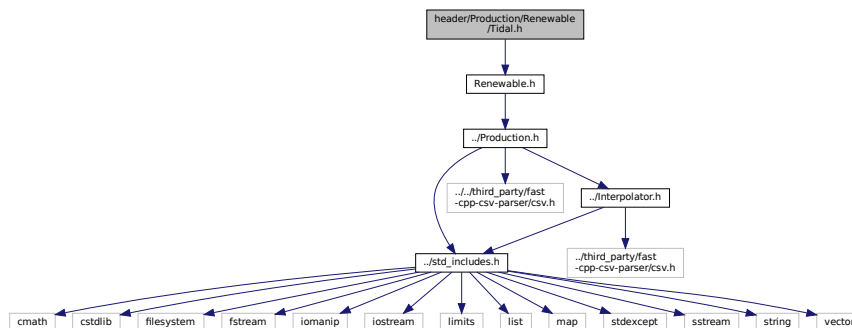 header/Production/Renewable
/Tidal.h
Renewable.h
../Production.h
../../third_party/fast
-cpp-csv-parser/csv.h
../Interpolator.h
../std_includes.h
../third_party/fast
-cpp-csv-parser/csv.h
cmath
cstdlib
filesystem
fstream
iomanip
iostream
limits
list
map
stdexcept
sstream
string
vector